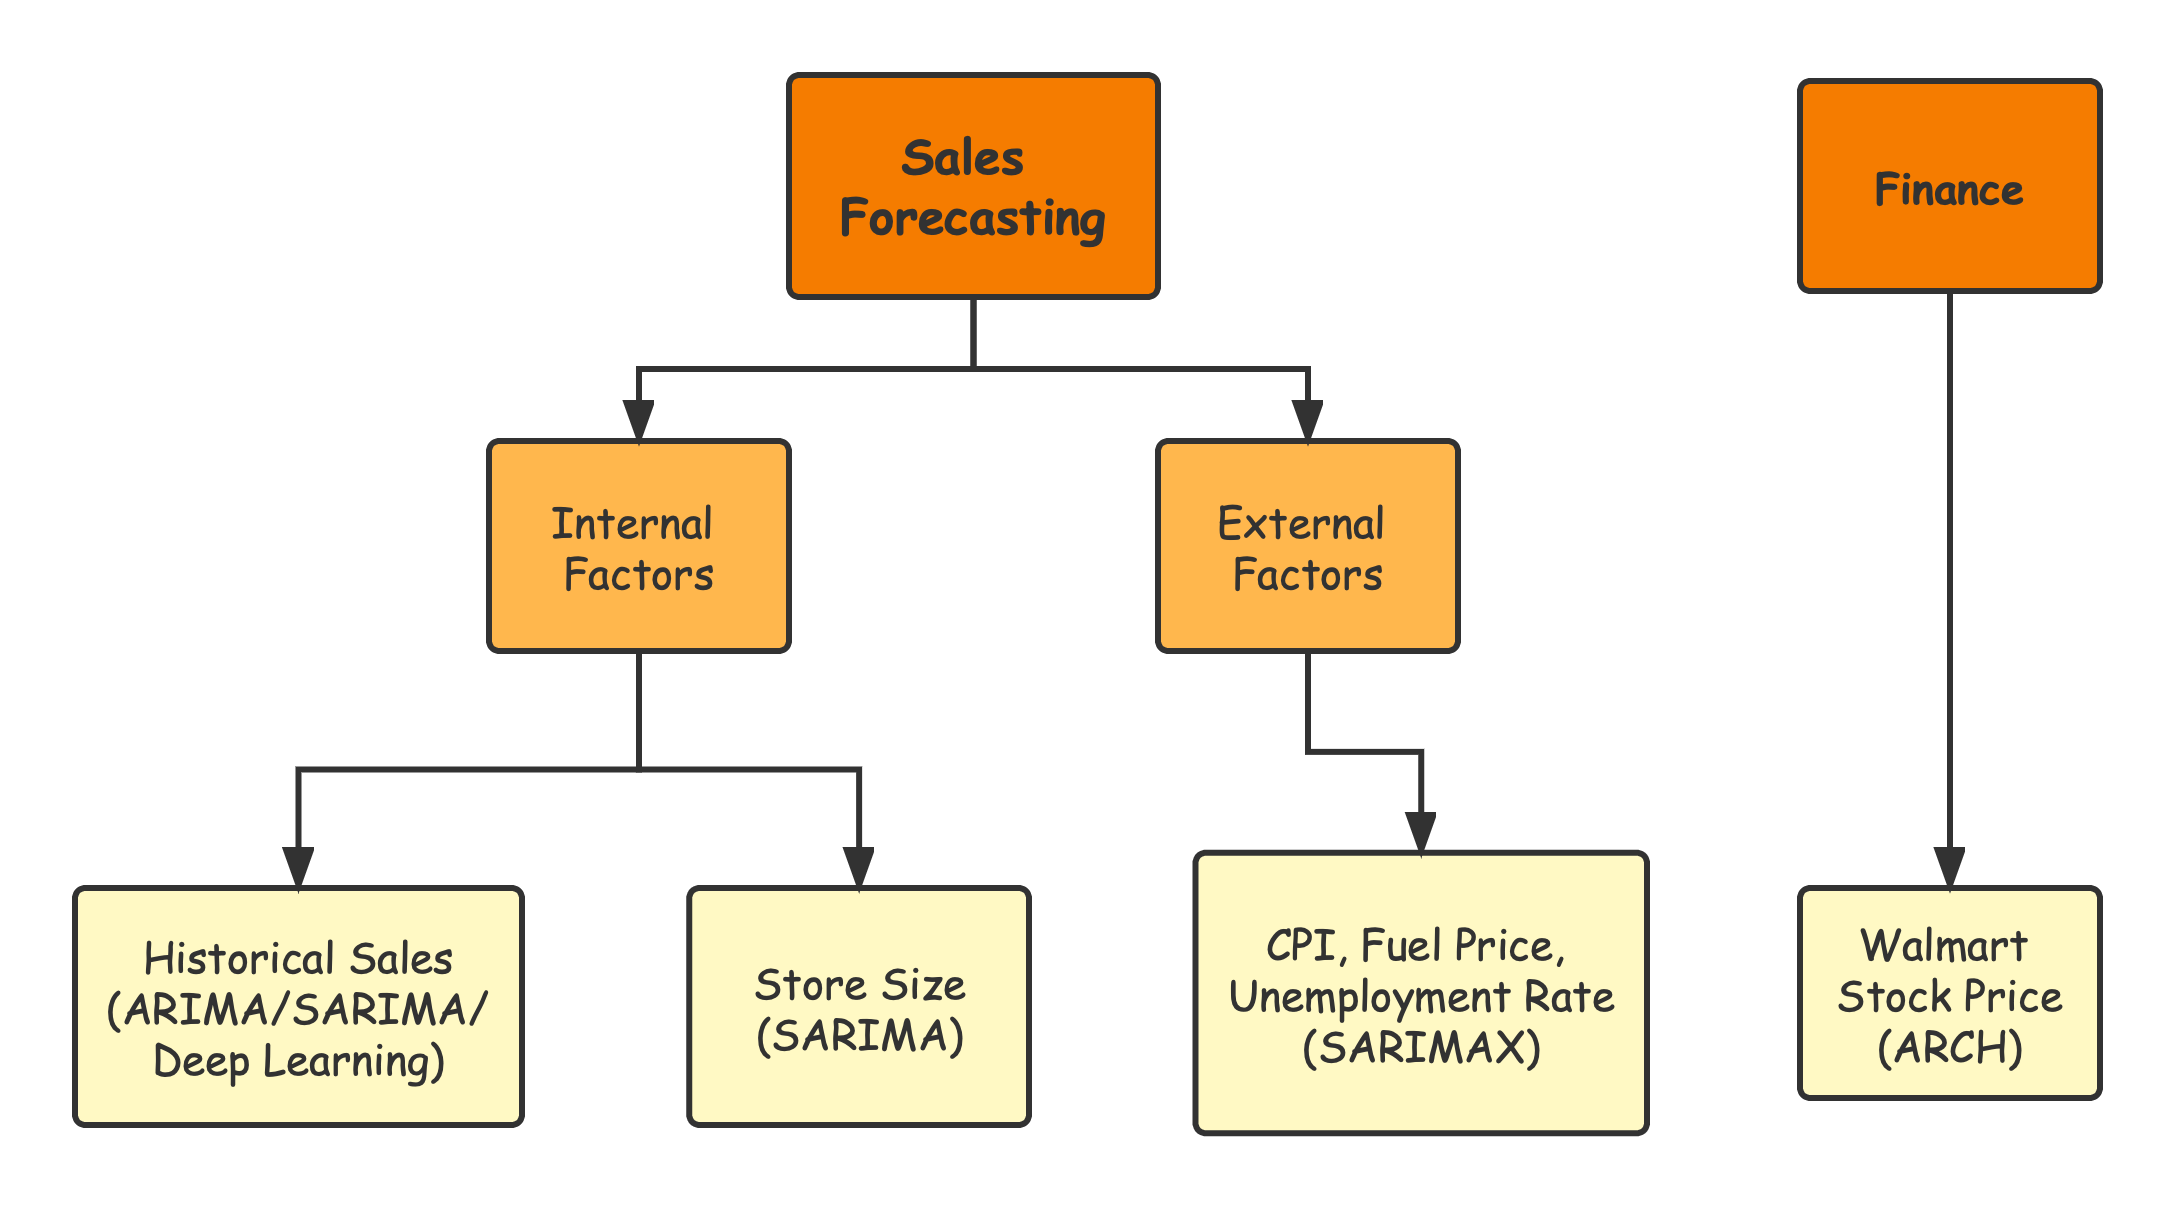 Sales
Forecasting
Finance
Internal
Factors
External
Factors
Historical Sales
(ARIMA/SARIMA/
Deep Learning)
Store Size
(SARIMA)
CPI, Fuel Price,
Unemployment Rate
(SARIMAX)
Walmart
Stock Price
(ARCH)